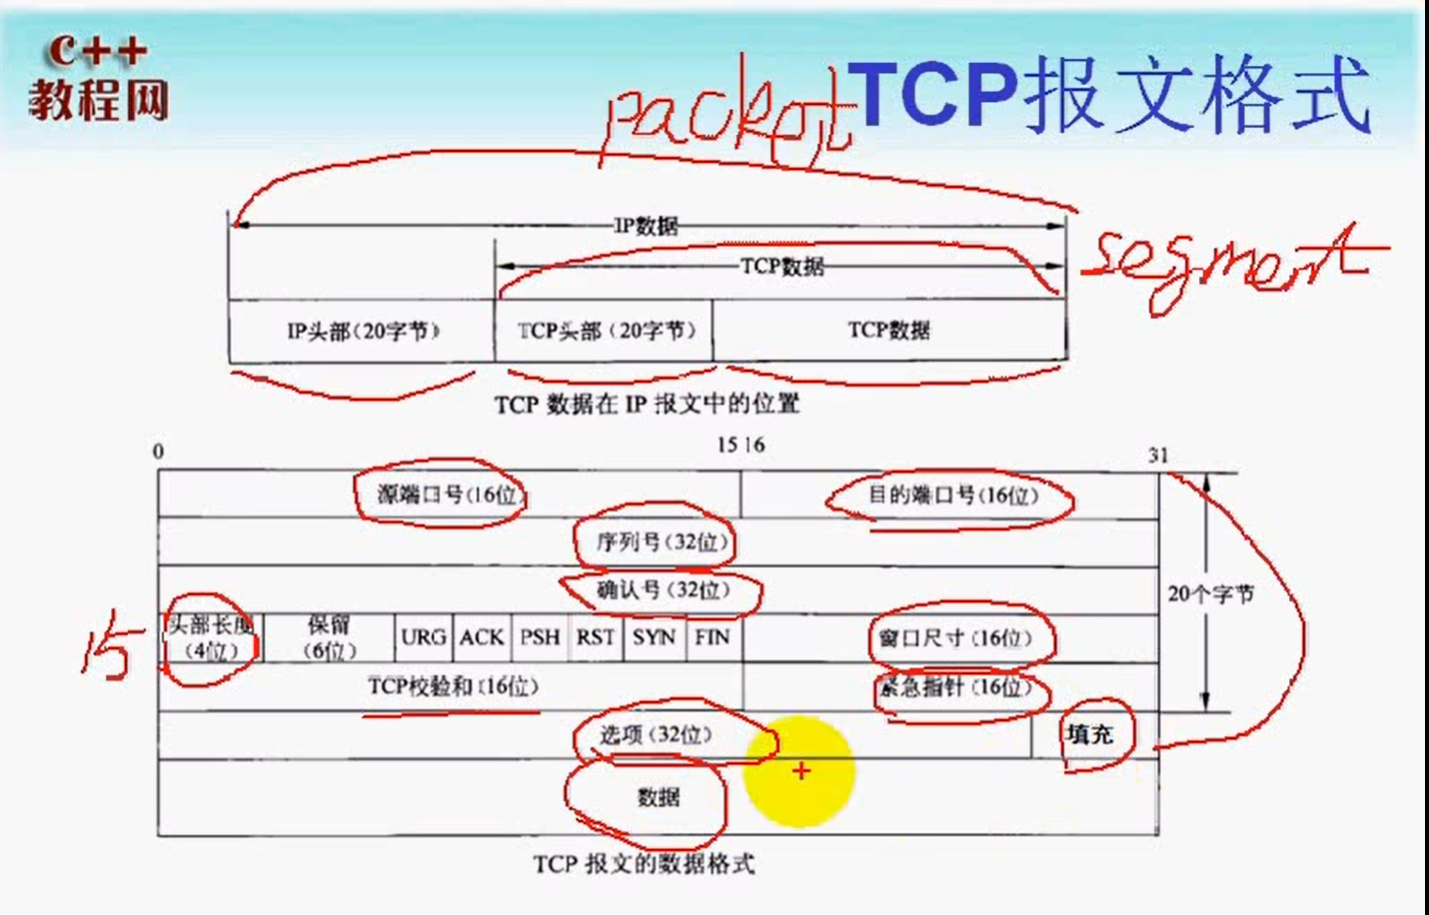 c++
教程网
TCP报文格式
packet
IP数据
segment
TCP数据
IP头部（20字节）
TCP头部（20字节）
TCP数据
TCP 数据在 IP 报文中的位置
0
15 16
31
源端口号(16位)
目的端口号(16位)
序列号(32位)
确认号(32位)
20个字节
15
头部长度
(4位)
保留
(6位)
URG
ACK
PSH
RST
SYN
FIN
窗口尺寸(16位)
TCP校验和(16位)
紧急指针(16位)
选项(32位)
填充
数据
TCP 报文的数据格式